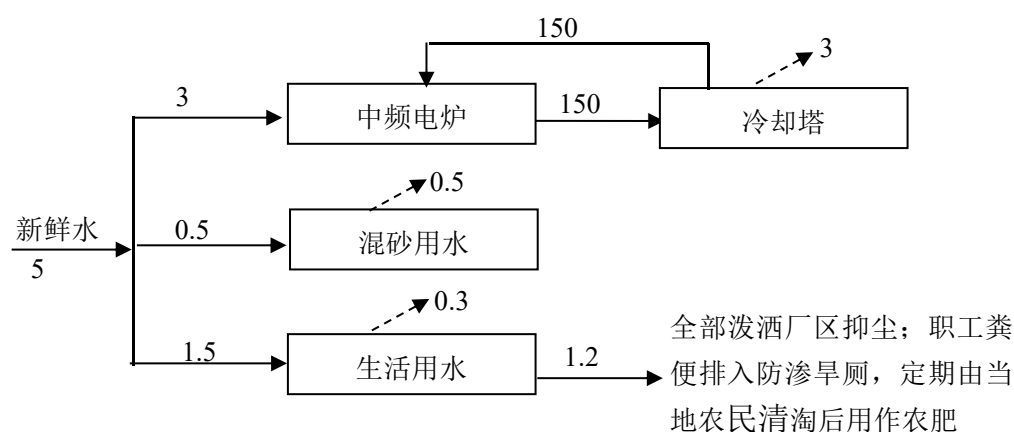 150
3
3
中频电炉
150
冷却塔
0.5
新鲜水
0.5
混砂用水
5
0.3
1.5
生活用水
1.2
全部泼洒厂区抑尘；职工粪
便排入防渗旱厕，定期由当
地农民清淘后用作农肥